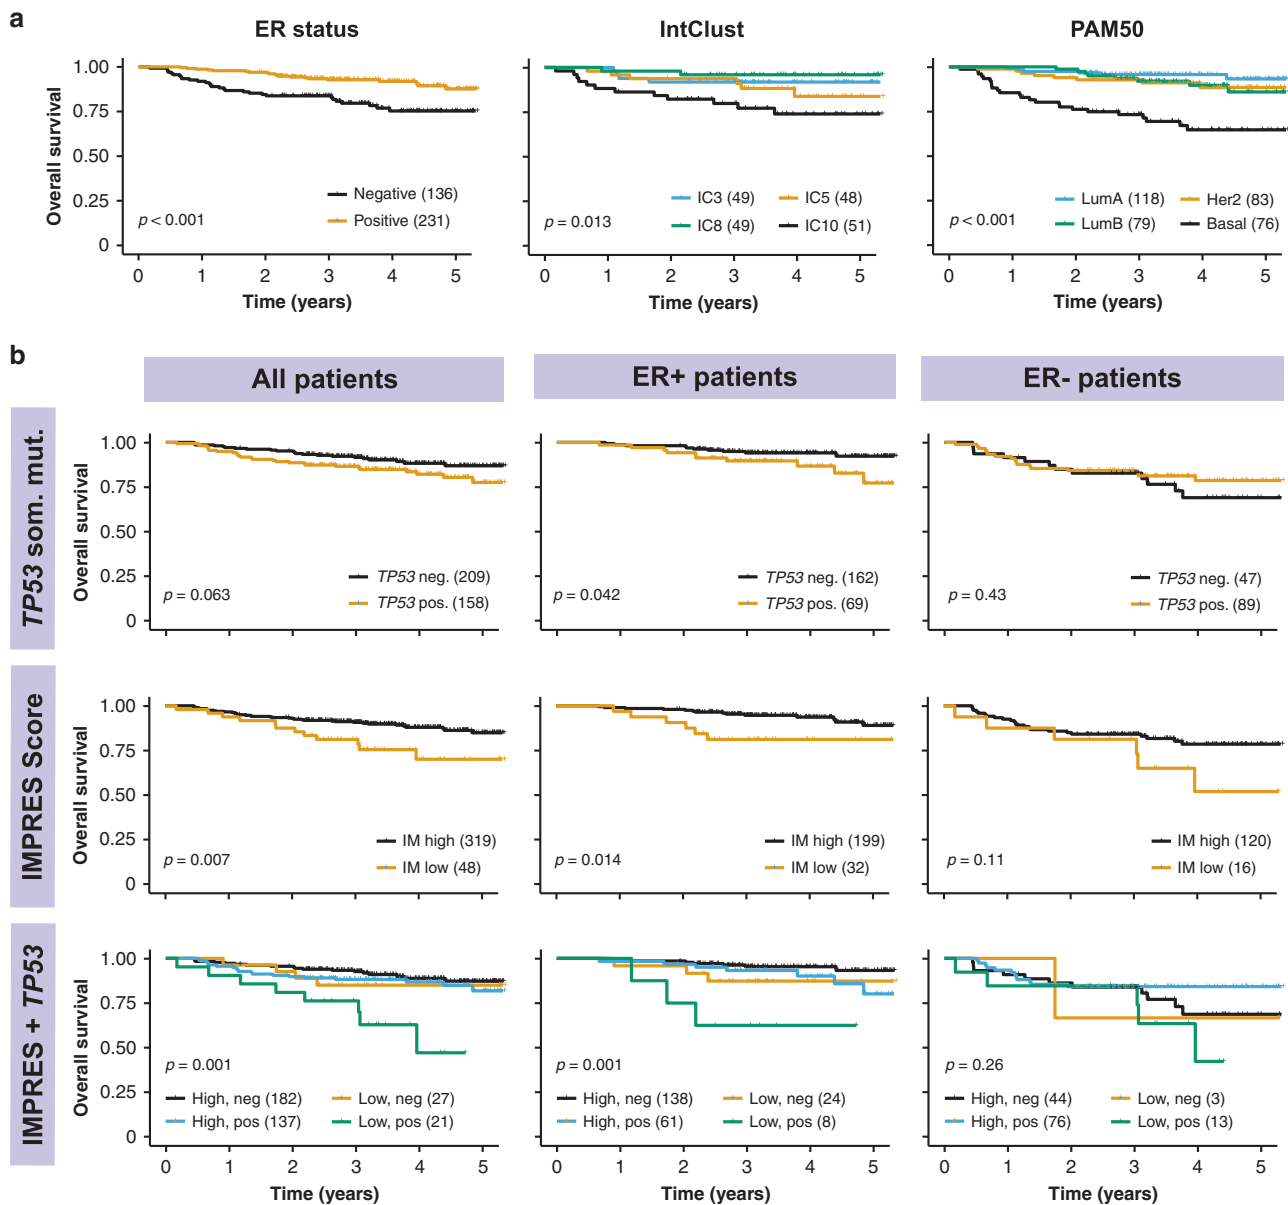 a
ER status
IntClust
PAM50
Overall survival
1.00
0.75
0.50
0.25
0
p < 0.001
Negative (136)
Positive (231)
0 1 2 3 4 5
Time (years)
p = 0.013
IC3 (49) IC5 (48)
IC8 (49) IC10 (51)
0 1 2 3 4 5
Time (years)
p < 0.001
LumA (118) Her2 (83)
LumB (79) Basal (76)
0 1 2 3 4 5
Time (years)
b
All patients
ER+ patients
ER- patients
TP53 som. mut.
Overall survival
1.00
0.75
0.50
0.25
0
p = 0.063
TP53 neg. (209)
TP53 pos. (158)
p = 0.042
TP53 neg. (162)
TP53 pos. (69)
p = 0.43
TP53 neg. (47)
TP53 pos. (89)
IMPRES Score
Overall survival
1.00
0.75
0.50
0.25
0
p = 0.007
IM high (319)
IM low (48)
p = 0.014
IM high (199)
IM low (32)
p = 0.11
IM high (120)
IM low (16)
IMPRES + TP53
Overall survival
1.00
0.75
0.50
0.25
0
p = 0.001
High, neg (182) Low, neg (27)
High, pos (137) Low, pos (21)
0 1 2 3 4 5
Time (years)
p = 0.001
High, neg (138) Low, neg (24)
High, pos (61) Low, pos (8)
0 1 2 3 4 5
Time (years)
p = 0.26
High, neg (44) Low, neg (3)
High, pos (76) Low, pos (13)
0 1 2 3 4 5
Time (years)